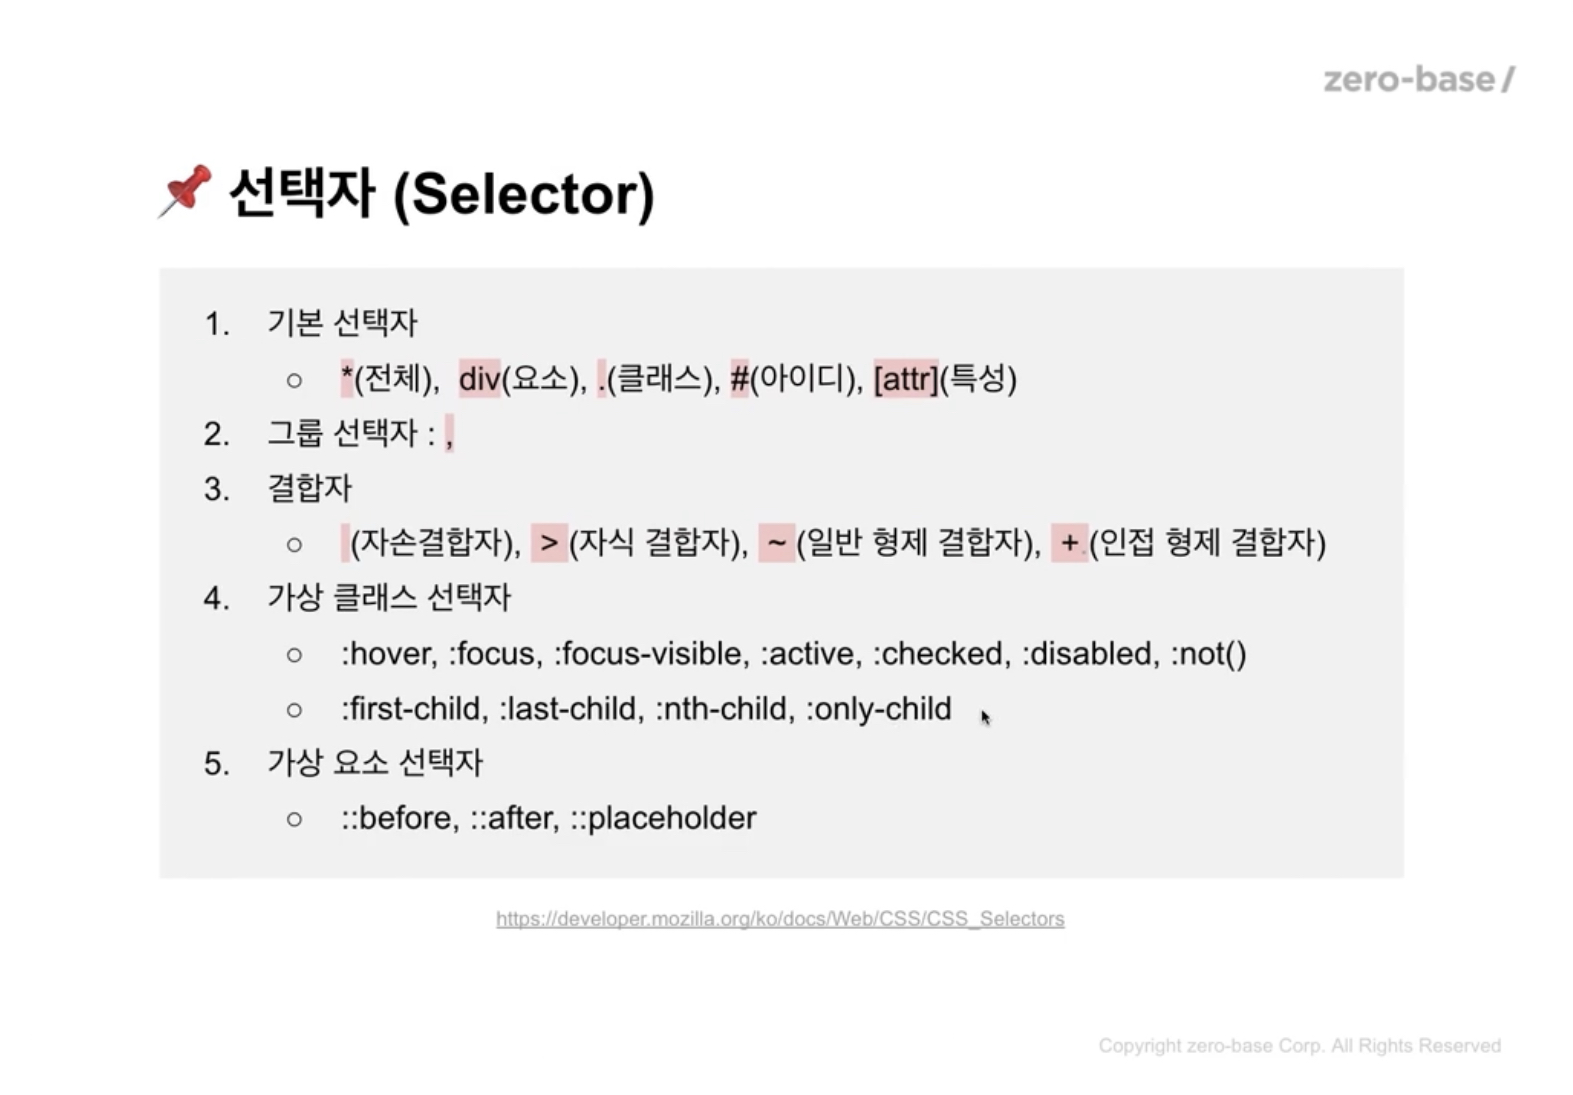 zero-base/
📌 선택자 (Selector)
1. 기본 선택자
○ *(전체), div(요소), .(클래스), #(아이디), [attr](특성)
2. 그룹 선택자 : ,
3. 결합자
○  (자손결합자), > (자식 결합자), ~ (일반 형제 결합자), + (인접 형제 결합자)
4. 가상 클래스 선택자
○ :hover, :focus, :focus-visible, :active, :checked, :disabled, :not()
○ :first-child, :last-child, :nth-child, :only-child
5. 가상 요소 선택자
○ ::before, ::after, ::placeholder
https://developer.mozilla.org/ko/docs/Web/CSS/CSS_Selectors
Copyright zero-base Corp. All Rights Reserved